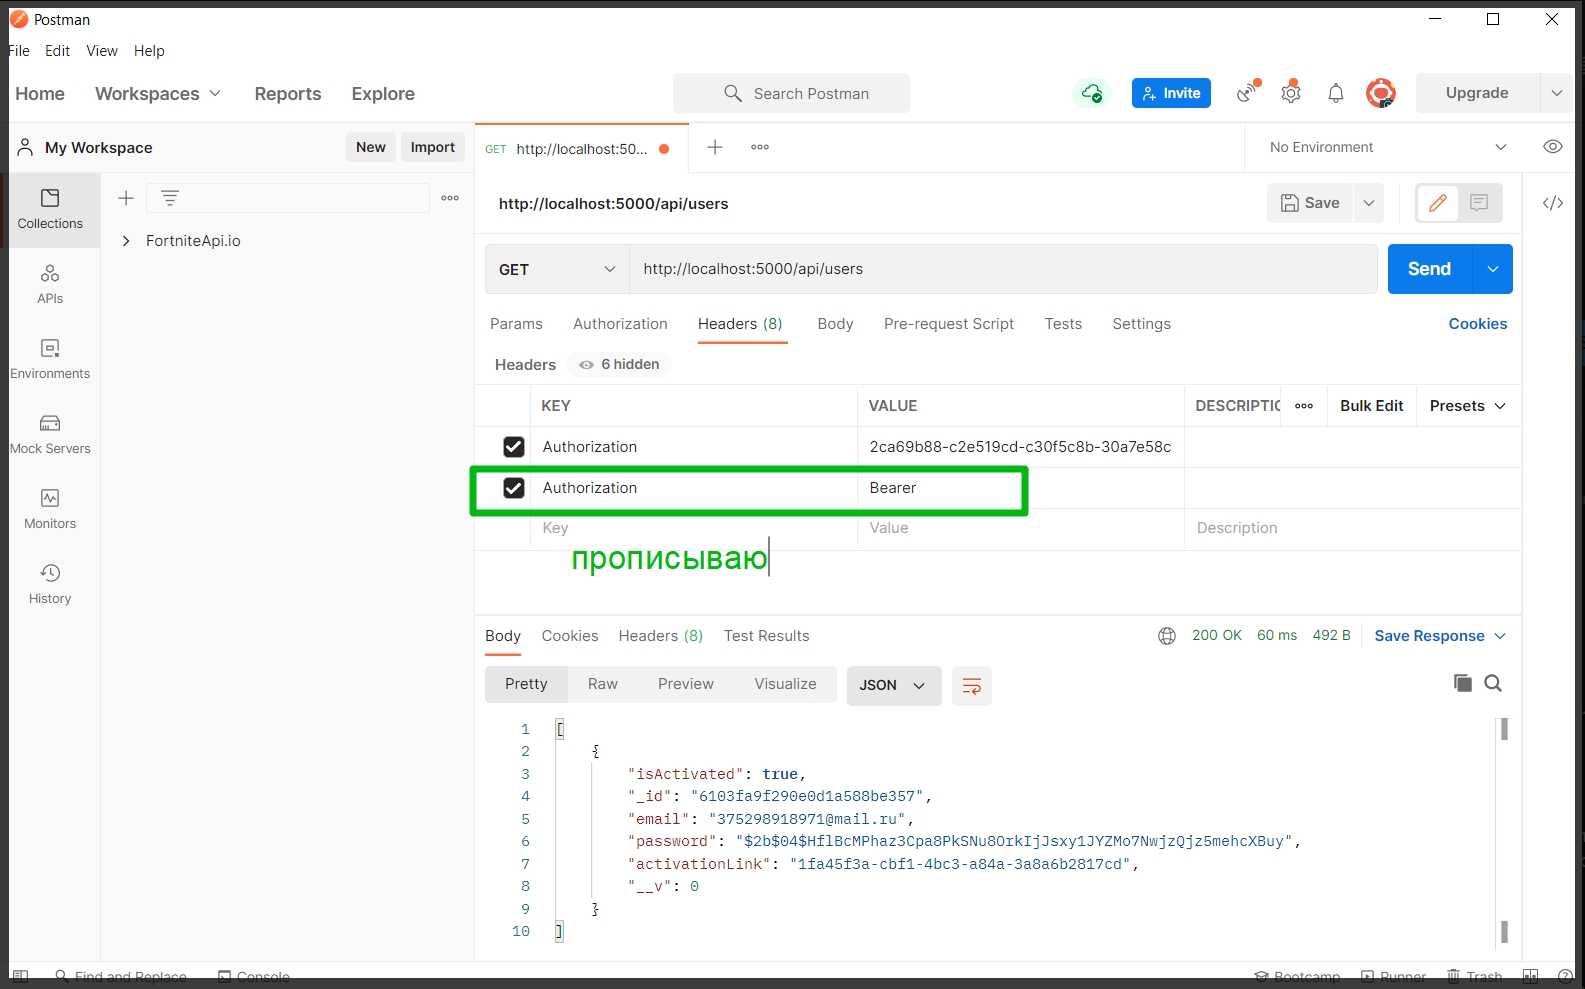 Postman
File Edit View Help
Home Workspaces Reports Explore Search Postman Invite Upgrade
My Workspace New Import GET http://localhost:50... No Environment
Collections
FortniteApi.io
APIs
Environments
Mock Servers
Monitors
History
http://localhost:5000/api/users Save
GET http://localhost:5000/api/users Send
Params Authorization Headers (8) Body Pre-request Script Tests Settings Cookies
Headers 6 hidden
KEY VALUE DESCRIPTIO Bulk Edit Presets
Authorization 2ca69b88-c2e519cd-c30f5c8b-30a7e58c
Authorization Bearer
Key Value Description
прописываю
Body Cookies Headers (8) Test Results 200 OK 60 ms 492 B Save Response
Pretty Raw Preview Visualize JSON
1 [
2 {
3 "isActivated": true,
4 "_id": "6103fa9f290e0d1a588be357",
5 "email": "375298918971@mail.ru",
6 "password": "$2b$04$HflBcMPhaz3Cpa8PkSNu8OrkIjJsxy1JYZMo7NwjzQjz5mehcXBuy",
7 "activationLink": "1fa45f3a-cbf1-4bc3-a84a-3a8a6b2817cd",
8 "__v": 0
9 }
10 ]
Find and Replace Console Bootcamp Runner Trash